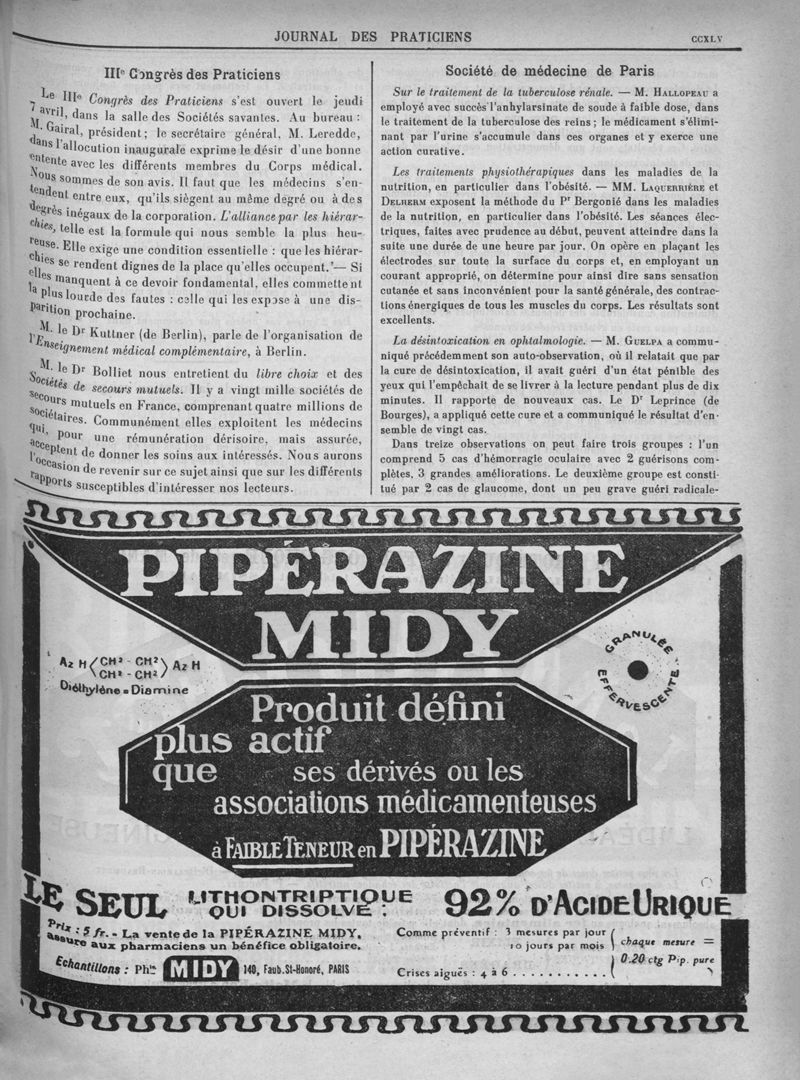 JOURNAL DES PRATICIENS
CCXLV
IIIe Congrès des Praticiens
Le IIIe Congrès des Praticiens s'est ouvert le jeudi
7 avril, dans la salle des Sociétés savantes. Au bureau :
M. Gairal, président ; le secrétaire général, M. Leredde,
dans l'allocution inaugurale exprime le désir d'une bonne
entente avec les différents membres du Corps médical.
Nous sommes de son avis. Il faut que les médecins s'en-
tendent entre eux, qu'ils siègent au même degré ou à des
degrés inégaux de la corporation. L'alliance par les hiérar-
chies, telle est la formule qui nous semble la plus heu-
reuse. Elle exige une condition essentielle : que les hiérar-
chies se rendent dignes de la place qu'elles occupent. — Si
elles manquent à ce devoir fondamental, elles commettent
la plus lourde des fautes : celle qui les expose à une dis-
parition prochaine.
M. le Dr Kuttner (de Berlin), parle de l'organisation de
l'Enseignement médical complémentaire, à Berlin.
M. le Dr Bolliet nous entretient du libre choix et des
Sociétés de secours mutuels. Il y a vingt mille sociétés de
secours mutuels en France, comprenant quatre millions de
sociétaires. Communément elles exploitent les médecins
qui, pour une rémunération dérisoire, mais assurée,
acceptent de donner les soins aux intéressés. Nous aurons
l'occasion de revenir sur ce sujet ainsi que sur les différents
rapports susceptibles d'intéresser nos lecteurs.
Société de médecine de Paris
Sur le traitement de la tuberculose rénale. — M. HALLOPEAU a
employé avec succès l'anhylarsinate de soude à faible dose, dans
le traitement de la tuberculose des reins ; le médicament s'élimi-
nant par l'urine s'accumule dans ces organes et y exerce une
action curative.
Les traitements physiothérapiques dans les maladies de la
nutrition, en particulier dans l'obésité. — MM. LAQUERRIÈRE et
DELHERM exposent la méthode du Pr Bergonié dans les maladies
de la nutrition, en particulier dans l'obésité. Les séances élec-
triques, faites avec prudence au début, peuvent atteindre dans la
suite une durée de une heure par jour. On opère en plaçant les
électrodes sur toute la surface du corps et, en employant un
courant approprié, on détermine pour ainsi dire sans sensation
cutanée et sans inconvénient pour la santé générale, des contrac-
tions énergiques de tous les muscles du corps. Les résultats sont
excellents.
La désintoxication en ophtalmologie. — M. GUELPA a commu-
niqué précédemment son auto-observation, où il relatait que par
la cure de désintoxication, il avait guéri d'un état pénible des
yeux qui l'empêchait de se livrer à la lecture pendant plus de dix
minutes. Il rapporte de nouveaux cas. Le Dr Leprince (de
Bourges), a appliqué cette cure et a communiqué le résultat d'en-
semble de vingt cas.
Dans treize observations on peut faire trois groupes : l'un
comprend 5 cas d'hémorragie oculaire avec 2 guérisons com-
plètes, 3 grandes améliorations. Le deuxième groupe est consti-
tué par 2 cas de glaucome, dont un peu grave guéri radicale-
PIPÉRAZINE
MIDY
Az H CH² - CH² Az H
CH² - CH²
Diéthylène = Diamine
GRANULÉE
EFFERVESCENTE
Produit défini
plus actif
que ses dérivés ou les
associations médicamenteuses
à FAIBLE TENEUR en PIPÉRAZINE
LE SEUL LITHONTRIPTIQUE
QUI DISSOLVE : 92% D'ACIDE URIQUE
Prix : 5 fr. - La vente de la PIPÉRAZINE MIDY,
assure aux pharmaciens un bénéfice obligatoire.
Echantillons : Phie MIDY 140, Faub. St-Honoré, PARIS
Comme préventif : 3 mesures par jour
10 jours par mois
Crises aiguës : 4 à 6 ...........
chaque mesure =
0.20 ctg Pip. pure